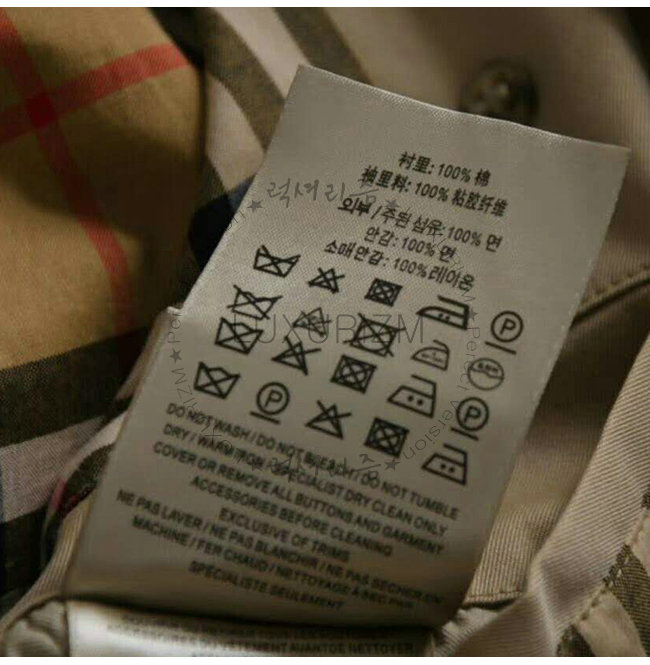 衬里: 100% 棉
袖里料: 100% 粘胶纤维
외부 / 주된 섬유: 100% 면
안감: 100% 면
소매안감: 100% 레이온
P
LUXURIZM
P
P P
DO NOT WASH / DO NOT BLEACH / DO NOT TUMBLE
DRY / WARM IRON / SPECIALIST DRY CLEAN ONLY
COVER OR REMOVE ALL BUTTONS AND GARMENT
ACCESSORIES BEFORE CLEANING
EXCLUSIVE OF TRIMS
NE PAS LAVER / NE PAS BLANCHIR / NE PAS SECHER EN
MACHINE / FER CHAUD / NETTOYAGE A SEC PAR
SPECIALISTE SEULEMENT